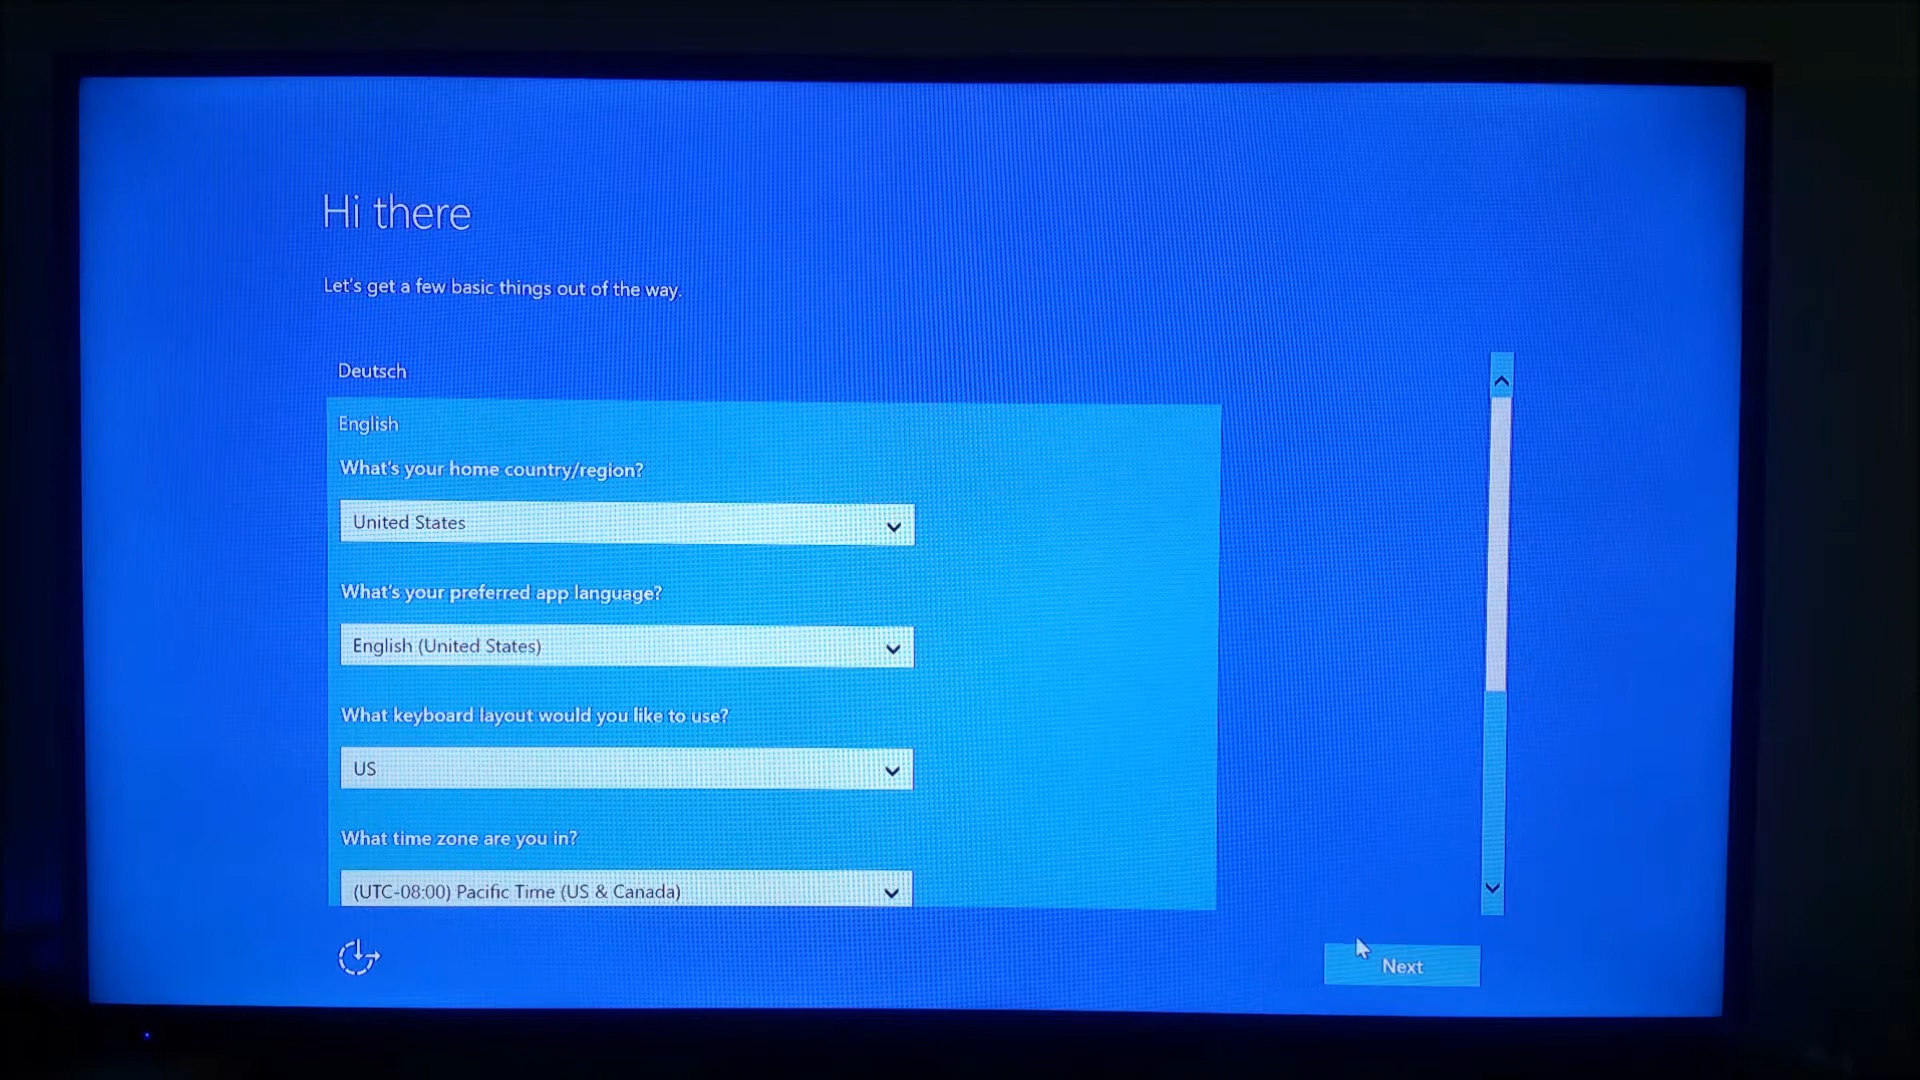 Hi there
Let's get a few basic things out of the way.
Deutsch
English
What's your home country/region?
United States
What's your preferred app language?
English (United States)
What keyboard layout would you like to use?
US
What time zone are you in?
(UTC-08:00) Pacific Time (US & Canada)
Next